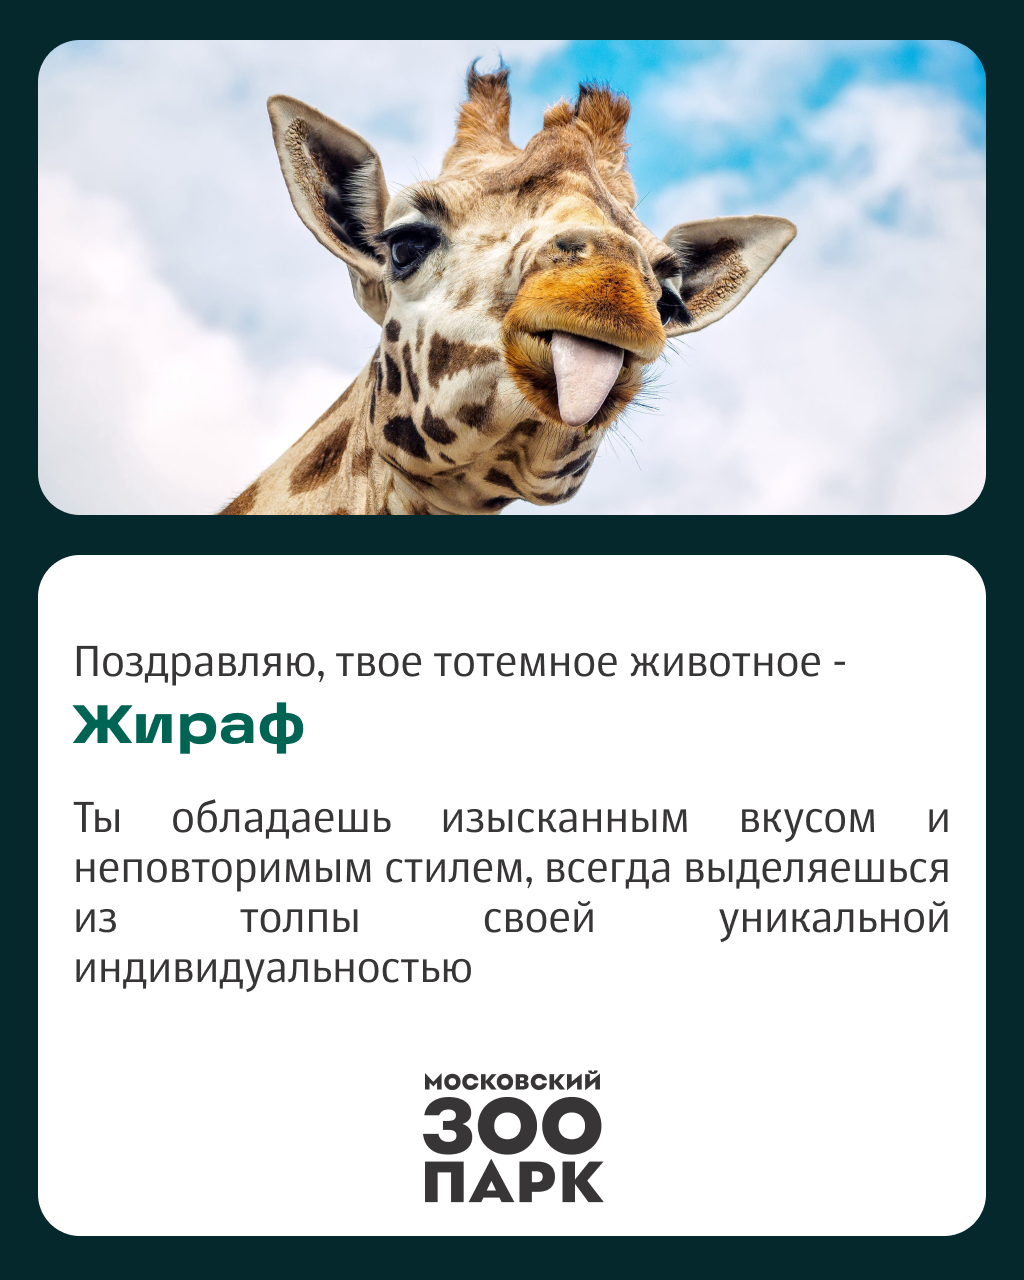 Поздравляю, твое тотемное животное -
Жираф
Ты обладаешь изысканным вкусом и
неповторимым стилем, всегда выделяешься
из толпы своей уникальной
индивидуальностью
МОСКОВСКИЙ
ЗОО
ПАРК